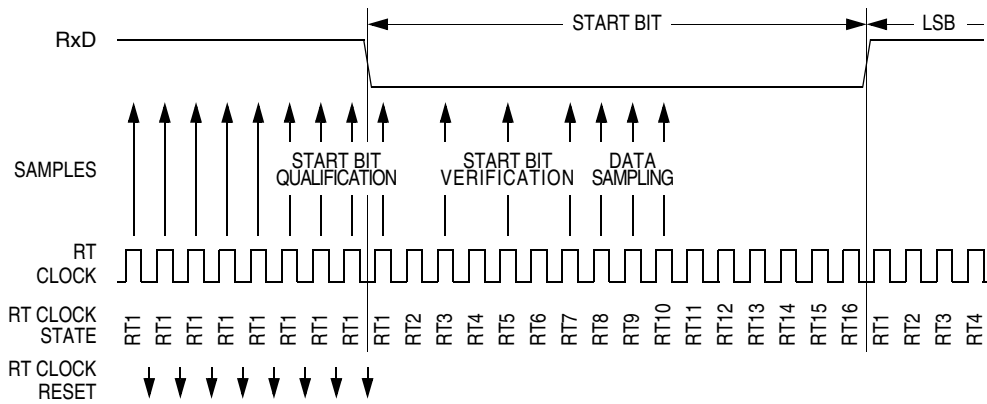 START BIT
LSB
RxD
SAMPLES
START BIT
QUALIFICATION
START BIT
VERIFICATION
DATA
SAMPLING
RT
CLOCK
RT CLOCK
STATE
RT1 RT1 RT1 RT1 RT1 RT1 RT1 RT1 RT1 RT2 RT3 RT4 RT5 RT6 RT7 RT8 RT9 RT10 RT11 RT12 RT13 RT14 RT15 RT16 RT1 RT2 RT3 RT4
RT CLOCK
RESET